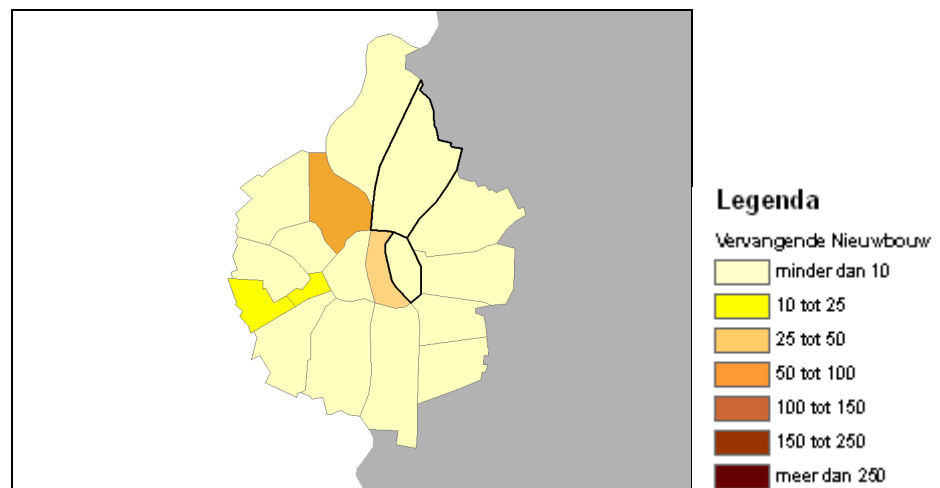 Legenda
Vervangende Nieuwbouw
minder dan 10
10 tot 25
25 tot 50
50 tot 100
100 tot 150
150 tot 250
meer dan 250